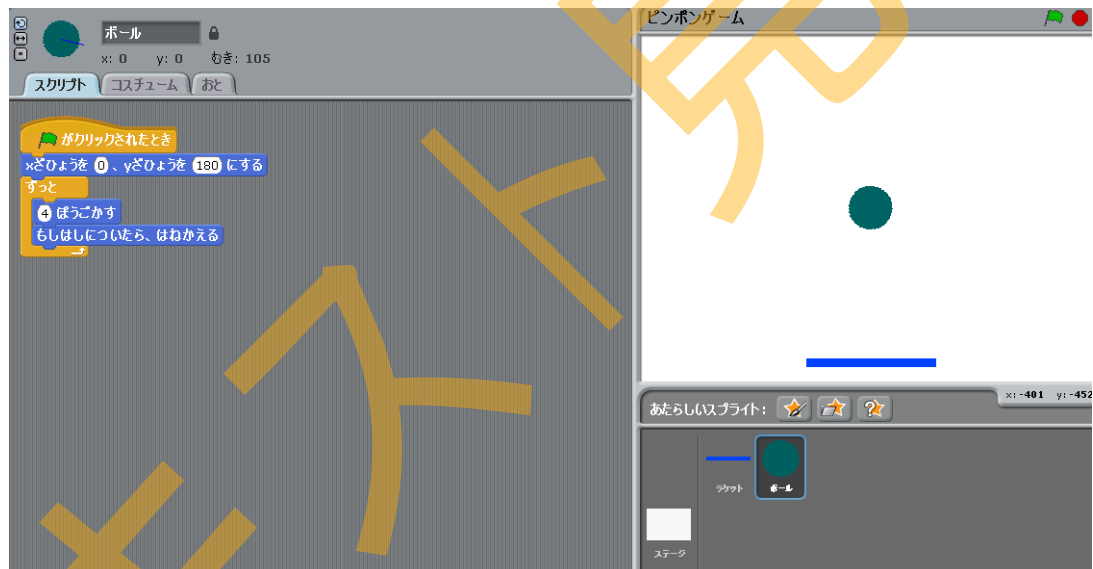 ピンポンゲーム
ボール
x: 0 y: 0 むき: 105
スクリプト コスチューム おと
がクリックされたとき
xざひょうを 0 、yざひょうを 180 にする
ずっと
4 ぽうごかす
もしはしについたら、はねかえる
あたらしいスプライト:
x: -401 y: -452
ラケット ボール
ステージ
スト